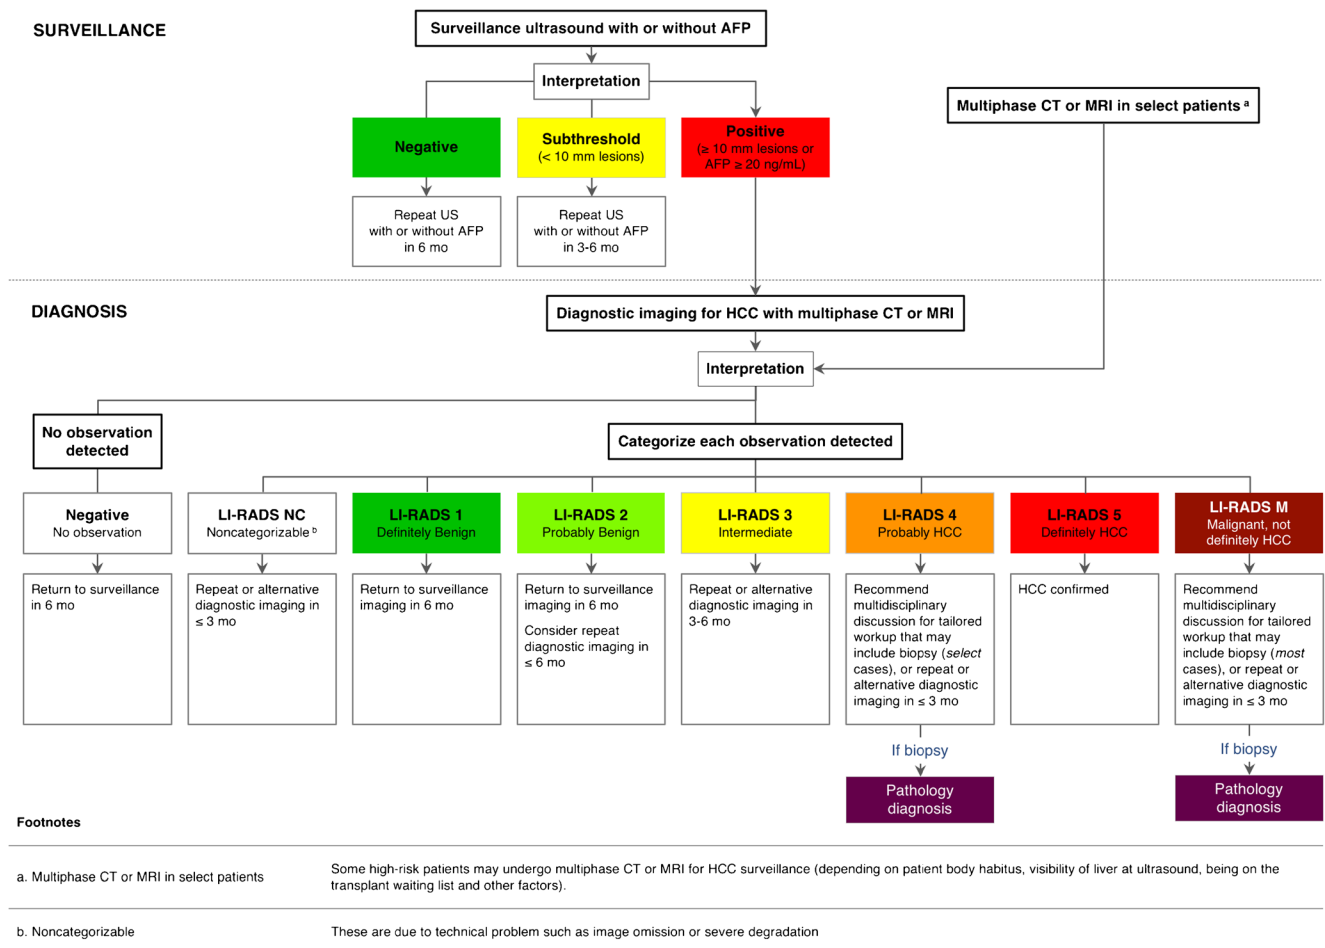 SURVEILLANCE
Surveillance ultrasound with or without AFP
Interpretation
Multiphase CT or MRI in select patients a
Negative
Subthreshold
(< 10 mm lesions)
Positive
(≥ 10 mm lesions or
AFP ≥ 20 ng/mL)
Repeat US
with or without AFP
in 6 mo
Repeat US
with or without AFP
in 3-6 mo
DIAGNOSIS
Diagnostic imaging for HCC with multiphase CT or MRI
Interpretation
No observation
detected
Categorize each observation detected
Negative
No observation
LI-RADS NC
Noncategorizable b
LI-RADS 1
Definitely Benign
LI-RADS 2
Probably Benign
LI-RADS 3
Intermediate
LI-RADS 4
Probably HCC
LI-RADS 5
Definitely HCC
LI-RADS M
Malignant, not
definitely HCC
Return to surveillance
in 6 mo
Repeat or alternative
diagnostic imaging in
≤ 3 mo
Return to surveillance
imaging in 6 mo
Return to surveillance
imaging in 6 mo
Consider repeat
diagnostic imaging in
≤ 6 mo
Repeat or alternative
diagnostic imaging in
3-6 mo
Recommend
multidisciplinary
discussion for tailored
workup that may
include biopsy (select
cases), or repeat or
alternative diagnostic
imaging in ≤ 3 mo
HCC confirmed
Recommend
multidisciplinary
discussion for tailored
workup that may
include biopsy (most
cases), or repeat or
alternative diagnostic
imaging in ≤ 3 mo
If biopsy
If biopsy
Pathology
diagnosis
Pathology
diagnosis
Footnotes
a. Multiphase CT or MRI in select patients
Some high-risk patients may undergo multiphase CT or MRI for HCC surveillance (depending on patient body habitus, visibility of liver at ultrasound, being on the
transplant waiting list and other factors).
b. Noncategorizable
These are due to technical problem such as image omission or severe degradation